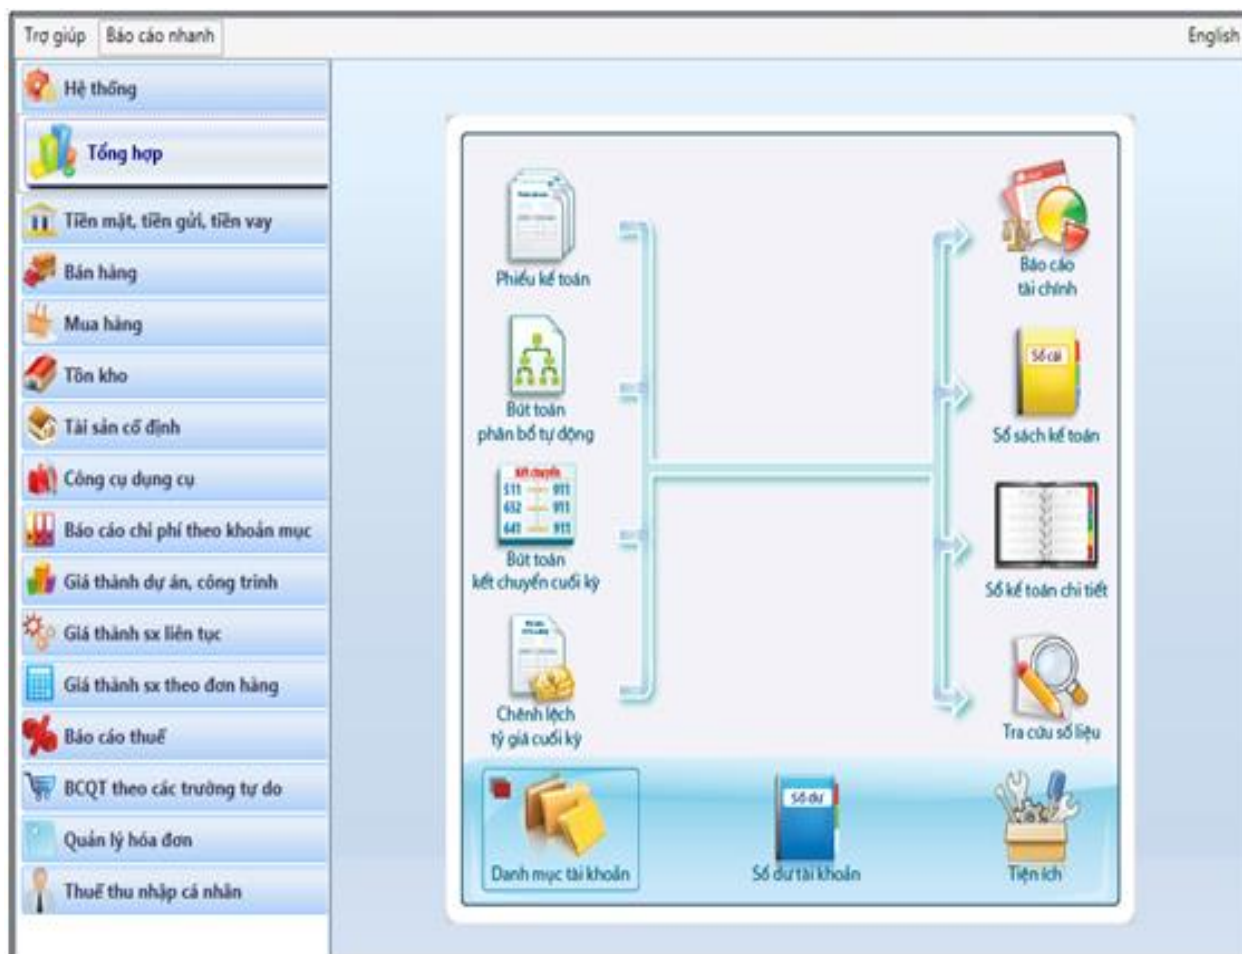 Trợ giúp
Báo cáo nhanh
English
Hệ thống
Tổng hợp
Tiền mặt, tiền gửi, tiền vay
Bán hàng
Mua hàng
Tồn kho
Tài sản cố định
Công cụ dụng cụ
Báo cáo chi phí theo khoản mục
Giá thành dự án, công trình
Giá thành sx liên tục
Giá thành sx theo đơn hàng
Báo cáo thuế
BCQT theo các trường tự do
Quản lý hóa đơn
Thuế thu nhập cá nhân
Phiếu kế toán
Bút toán
phân bổ tự động
Kết chuyển
511 911
632 911
641 911
Bút toán
kết chuyển cuối kỳ
Chênh lệch
tỷ giá cuối kỳ
Báo cáo
tài chính
Sổ cái
Sổ sách kế toán
Sổ kế toán chi tiết
Tra cứu số liệu
Danh mục tài khoản
Số dư
Số dư tài khoản
Tiện ích